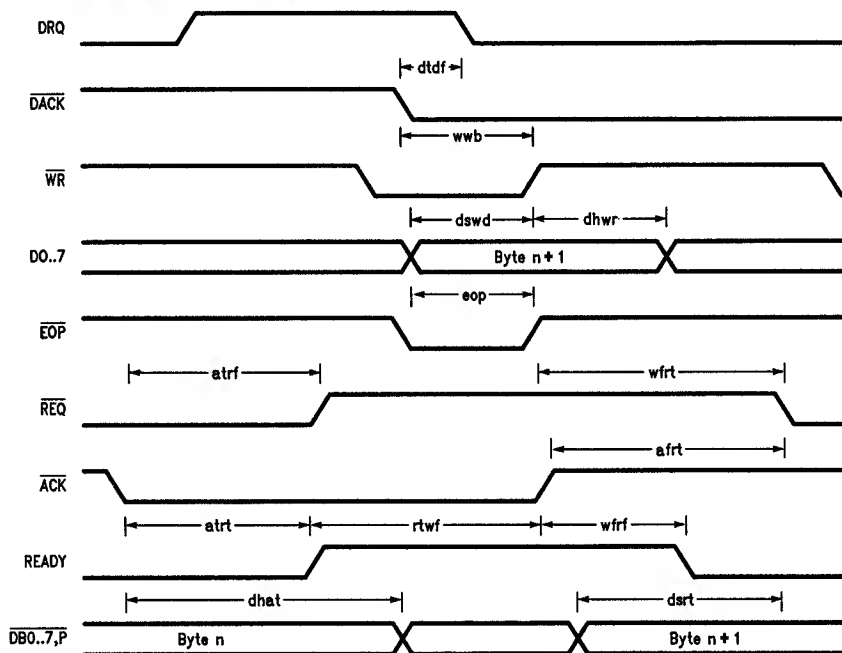 DRQ
dtdf
DACK
wwb
WR
dswd dhwr
DO..7 Byte n+1
eop
EOP
atrf wfrt
REQ
afrt
ACK
atrt rtwf wfrf
READY
dhat dsrt
DBO..7,P Byte n Byte n+1